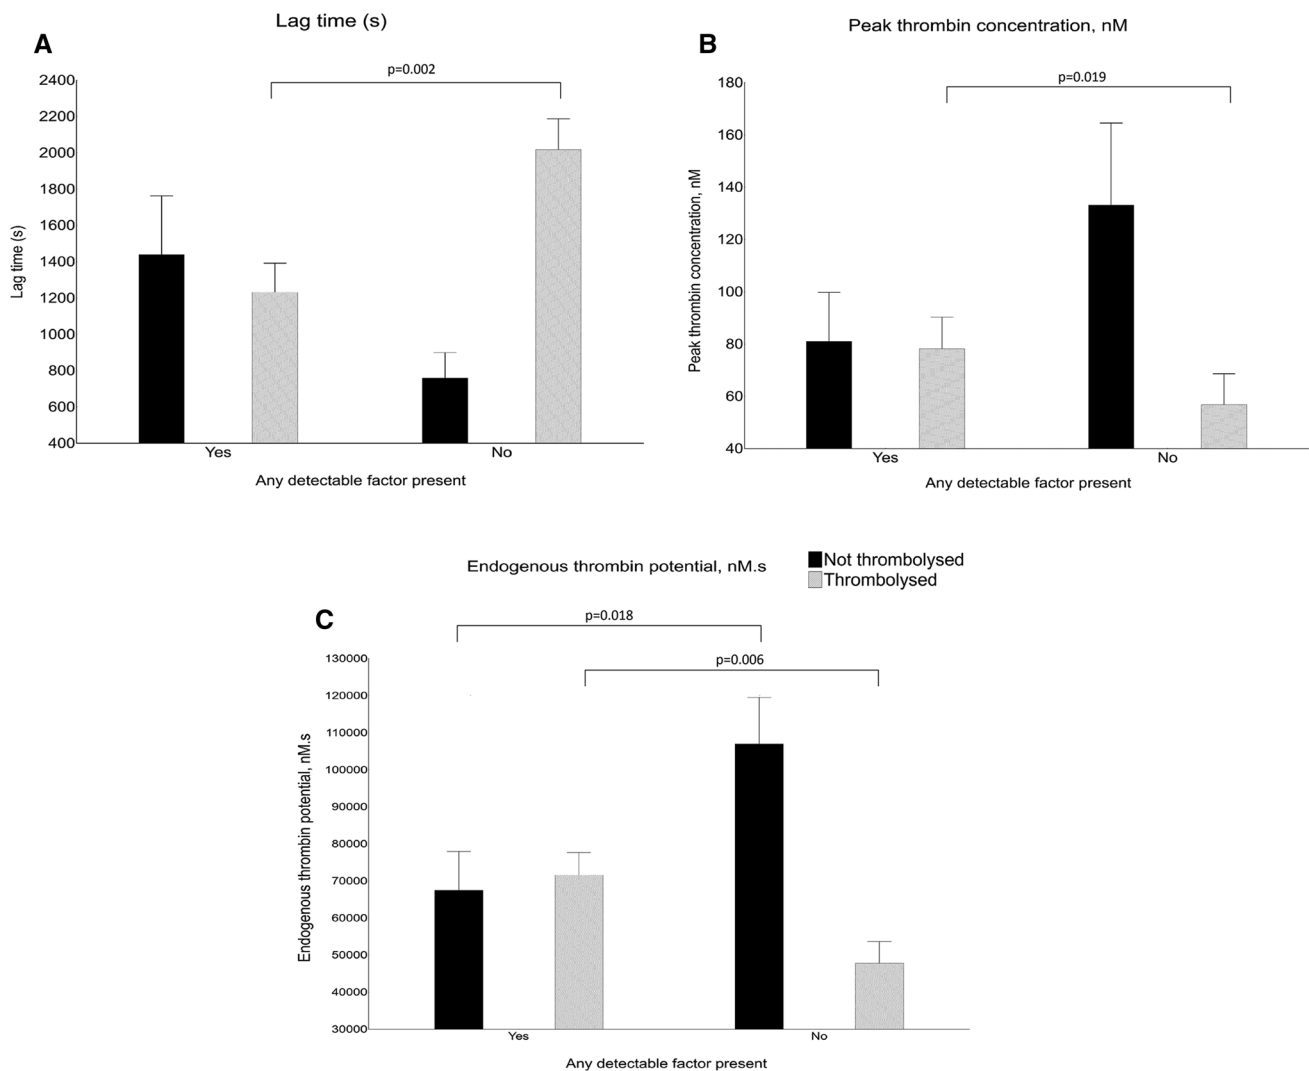 Lag time (s)
A
p=0.002
2400
2200
2000
1800
1600
1400
1200
1000
800
600
400
Lag time (s)
Yes
No
Any detectable factor present
Peak thrombin concentration, nM
B
p=0.019
180
160
140
120
100
80
60
40
Peak thrombin concentration, nM
Yes
No
Any detectable factor present
Endogenous thrombin potential, nM.s
Not thrombolysed
Thrombolysed
C
p=0.018
p=0.006
130000
120000
110000
100000
90000
80000
70000
60000
50000
40000
30000
Endogenous thrombin potential, nM.s
Yes
No
Any detectable factor present